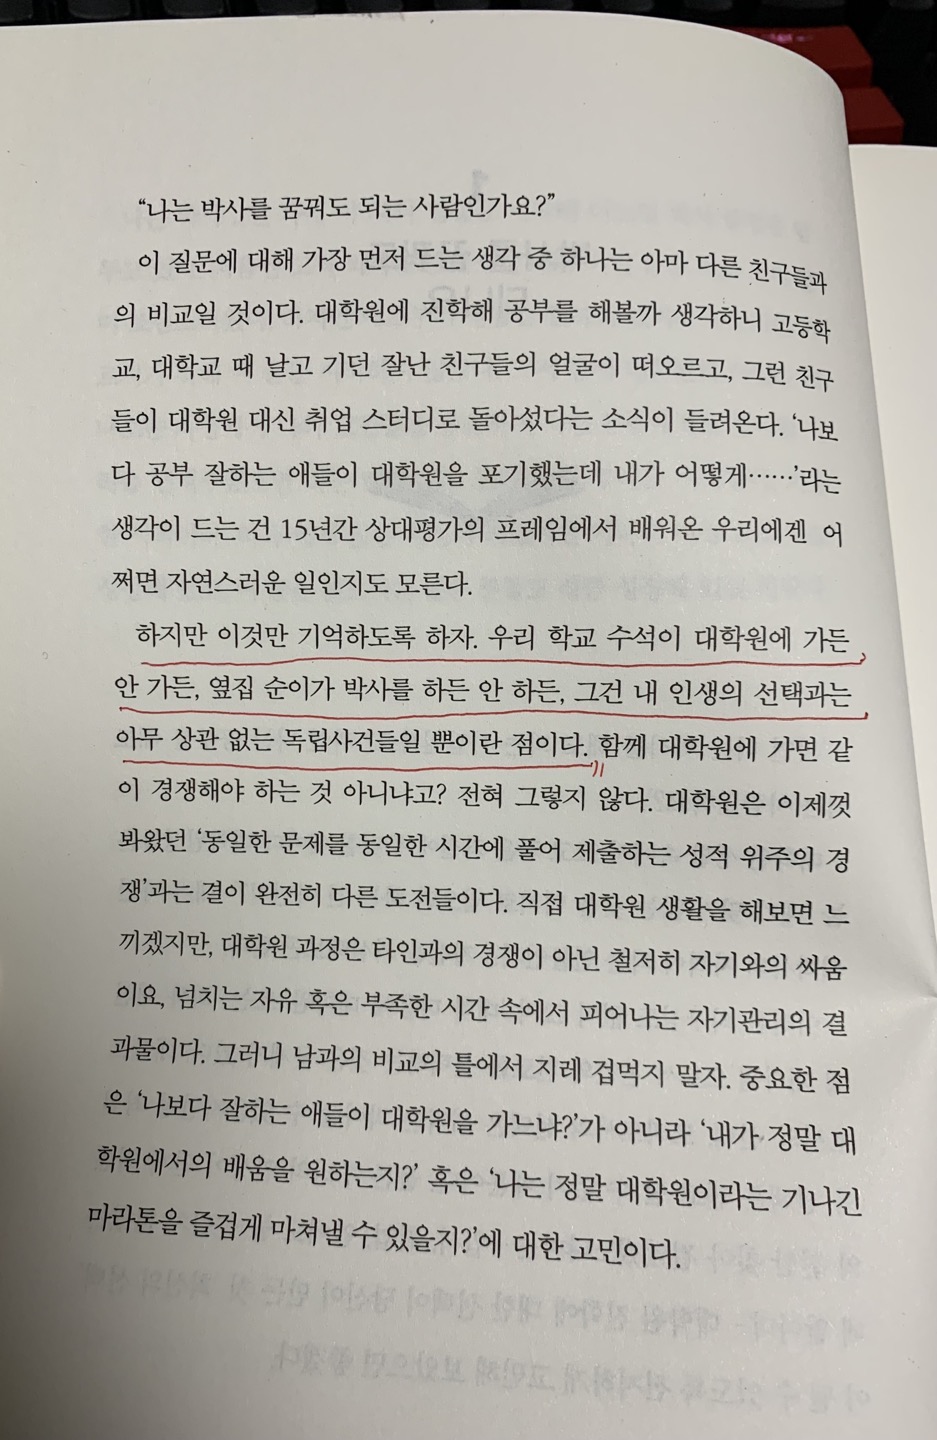 “나는 박사를 꿈꿔도 되는 사람인가요?”
이 질문에 대해 가장 먼저 드는 생각 중 하나는 아마 다른 친구들과
의 비교일 것이다. 대학원에 진학해 공부를 해볼까 생각하니 고등학
교, 대학교 때 날고 기던 잘난 친구들의 얼굴이 떠오르고, 그런 친구
들이 대학원 대신 취업 스터디로 돌아섰다는 소식이 들려온다. ‘나보
다 공부 잘하는 애들이 대학원을 포기했는데 내가 어떻게……’라는
생각이 드는 건 15년간 상대평가의 프레임에서 배워온 우리에겐 어
쩌면 자연스러운 일인지도 모른다.
하지만 이것만 기억하도록 하자. 우리 학교 수석이 대학원에 가든
안 가든, 옆집 순이가 박사를 하든 안 하든, 그건 내 인생의 선택과는
아무 상관 없는 독립사건들일 뿐이란 점이다. 함께 대학원에 가면 같
이 경쟁해야 하는 것 아니냐고? 전혀 그렇지 않다. 대학원은 이제껏
봐왔던 ‘동일한 문제를 동일한 시간에 풀어 제출하는 성적 위주의 경
쟁’과는 결이 완전히 다른 도전들이다. 직접 대학원 생활을 해보면 느
끼겠지만, 대학원 과정은 타인과의 경쟁이 아닌 철저히 자기와의 싸움
이요, 넘치는 자유 혹은 부족한 시간 속에서 피어나는 자기관리의 결
과물이다. 그러니 남과의 비교의 틀에서 지레 겁먹지 말자. 중요한 점
은 ‘나보다 잘하는 애들이 대학원을 가느냐?’가 아니라 ‘내가 정말 대
학원에서의 배움을 원하는지?’ 혹은 ‘나는 정말 대학원이라는 기나긴
마라톤을 즐겁게 마쳐낼 수 있을지?’에 대한 고민이다.